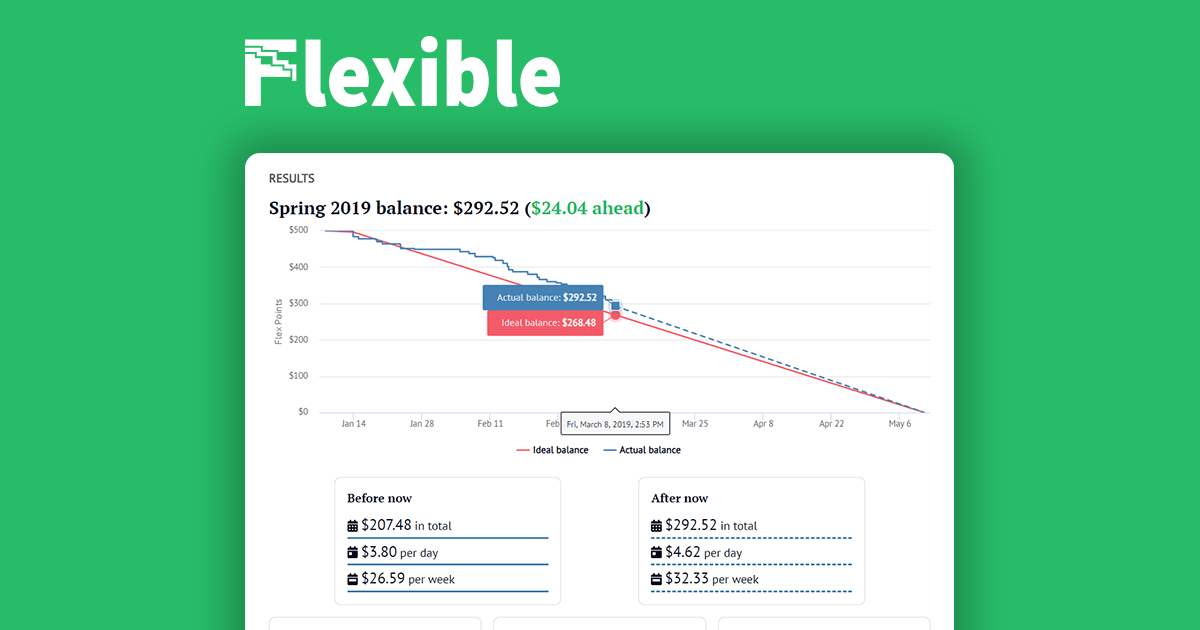 Flexible
RESULTS
Spring 2019 balance: $292.52 ($24.04 ahead)
$500
$400
$300
$200
$100
$0
Flex Points
Actual balance: $292.52
Ideal balance: $268.48
Jan 14
Jan 28
Feb 11
Feb
Fri, March 8, 2019, 2:53 PM
Mar 25
Apr 8
Apr 22
May 6
Ideal balance
Actual balance
Before now
$207.48 in total
$3.80 per day
$26.59 per week
After now
$292.52 in total
$4.62 per day
$32.33 per week